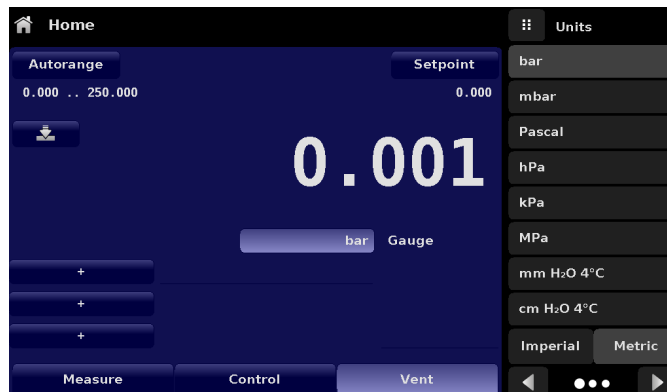 Home
Autorange
Setpoint
0.000 .. 250.000
0.000
0.001
bar Gauge
+
+
+
Measure Control Vent
Units
bar
mbar
Pascal
hPa
kPa
MPa
mm H₂O 4°C
cm H₂O 4°C
Imperial Metric